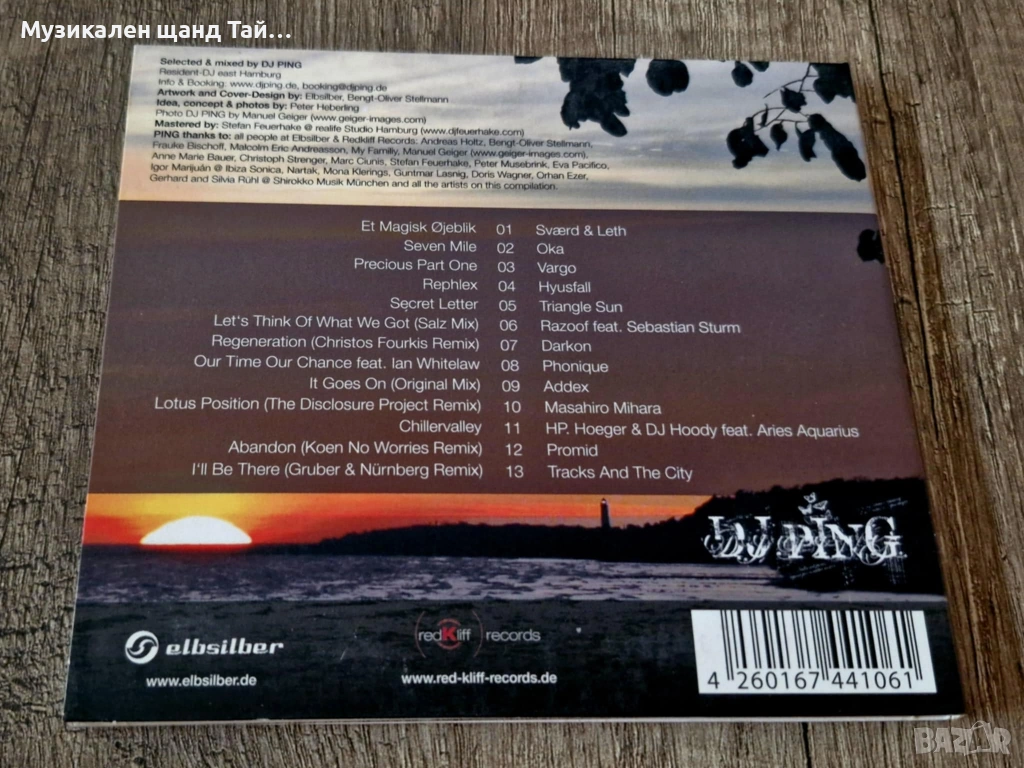 Музикален щанд Тай...
Selected & mixed by DJ PING
Resident-DJ east Hamburg
Info & Booking: www.djping.de, booking@djping.de
Artwork and Cover-Design by: Elbsilber, Bengt-Oliver Stellmann
Idea, concept & photos by: Peter Heberling
Photo DJ PING by Manuel Geiger (www.geiger-images.com)
Mastered by: Stefan Feuerhake @ realife Studio Hamburg (www.djfeuerhake.com)
PING thanks to: all people at Elbsilber & Redkliff Records: Andreas Holtz, Bengt-Oliver Stellmann,
Frauke Bischoff, Malcolm Eric Andreasson, My Familly, Manuel Geiger (www.geiger-images.com),
Anne Marie Bauer, Christoph Strenger, Marc Clunis, Stefan Feuerhake, Peter Musebrink, Eva Pacifico,
Igor Marijuán @ Ibiza Sonica, Nartak, Mona Klerings, Guntmar Lasnig, Doris Wagner, Orhan Ezer,
Gerhard and Silvia Rühl @ Shirokko Musik München and all the artists on this compilation.
Et Magisk Øjeblik 01 Sværd & Leth
Seven Mile 02 Oka
Precious Part One 03 Vargo
Rephlex 04 Hyusfall
Secret Letter 05 Triangle Sun
Let's Think Of What We Got (Salz Mix) 06 Razoof feat. Sebastian Sturm
Regeneration (Christos Fourkis Remix) 07 Darkon
Our Time Our Chance feat. Ian Whitelaw 08 Phonique
It Goes On (Original Mix) 09 Addex
Lotus Position (The Disclosure Project Remix) 10 Masahiro Mihara
Chillervalley 11 HP. Hoeger & DJ Hoody feat. Aries Aquarius
Abandon (Koen No Worries Remix) 12 Promid
I'll Be There (Gruber & Nürnberg Remix) 13 Tracks And The City
DJ PING
elbsilber
www.elbsilber.de
redKliff records
www.red-kliff-records.de
4 260167 441061
BAZAR